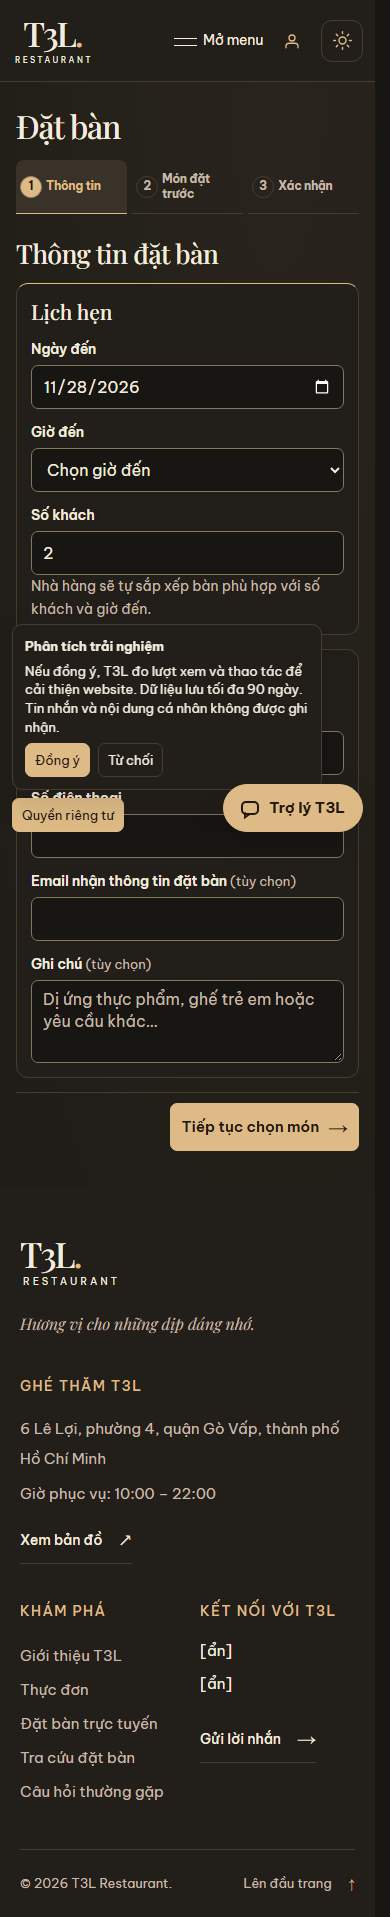 T3L.
RESTAURANT
Mở menu
Đặt bàn
1 Thông tin
2 Món đặt trước
3 Xác nhận
Thông tin đặt bàn
Lịch hẹn
Ngày đến
11/28/2026
Giờ đến
Chọn giờ đến
Số khách
2
Nhà hàng sẽ tự sắp xếp bàn phù hợp với số
khách và giờ đến.
Phân tích trải nghiệm
Nếu đồng ý, T3L đo lượt xem và thao tác để
cải thiện website. Dữ liệu lưu tối đa 90 ngày.
Tin nhắn và nội dung cá nhân không được ghi
nhận.
Đồng ý
Từ chối
Số điện thoại
Quyền riêng tư
Trợ lý T3L
Email nhận thông tin đặt bàn (tùy chọn)
Ghi chú (tùy chọn)
Dị ứng thực phẩm, ghế trẻ em hoặc
yêu cầu khác...
Tiếp tục chọn món →
T3L.
RESTAURANT
Hương vị cho những dịp đáng nhớ.
GHÉ THĂM T3L
6 Lê Lợi, phường 4, quận Gò Vấp, thành phố
Hồ Chí Minh
Giờ phục vụ: 10:00 – 22:00
Xem bản đồ ↗
KHÁM PHÁ
Giới thiệu T3L
Thực đơn
Đặt bàn trực tuyến
Tra cứu đặt bàn
Câu hỏi thường gặp
KẾT NỐI VỚI T3L
[ẩn]
[ẩn]
Gửi lời nhắn →
© 2026 T3L Restaurant.
Lên đầu trang ↑